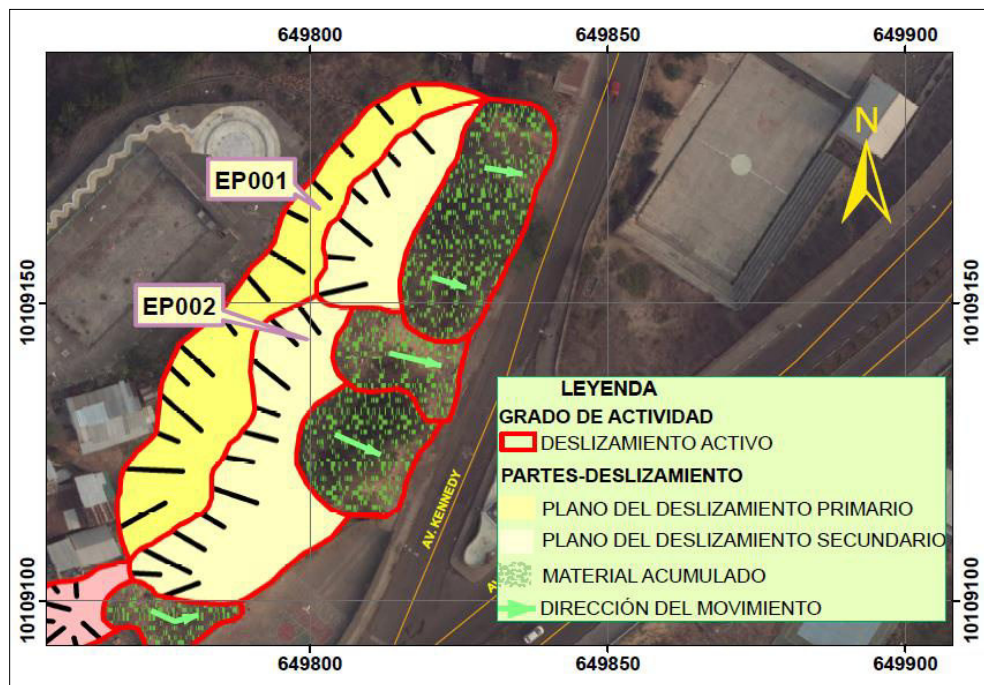 649800 649850 649900
N
EP001
10109150
10109150
EP002
LEYENDA
GRADO DE ACTIVIDAD
DESLIZAMIENTO ACTIVO
PARTES-DESLIZAMIENTO
PLANO DEL DESLIZAMIENTO PRIMARIO
PLANO DEL DESLIZAMIENTO SECUNDARIO
MATERIAL ACUMULADO
DIRECCIÓN DEL MOVIMIENTO
AV. KENNEDY
10109100
10109100
649800 649850 649900